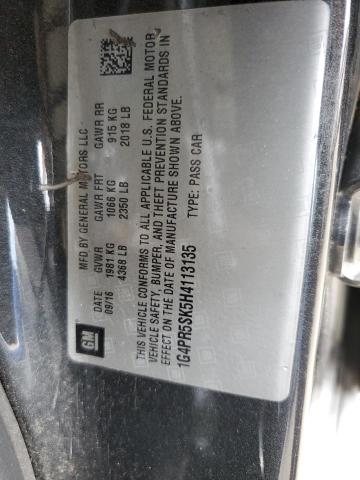 GM
MFD BY GENERAL MOTORS LLC
DATE GVWR GAWR FRT GAWR RR
09/16 1981 KG 1066 KG 915 KG
4368 LB 2350 LB 2018 LB
THIS VEHICLE CONFORMS TO ALL APPLICABLE U.S. FEDERAL MOTOR
VEHICLE SAFETY, BUMPER, AND THEFT PREVENTION STANDARDS IN
EFFECT ON THE DATE OF MANUFACTURE SHOWN ABOVE.
1G4PR5SK5H4113135 TYPE: PASS CAR